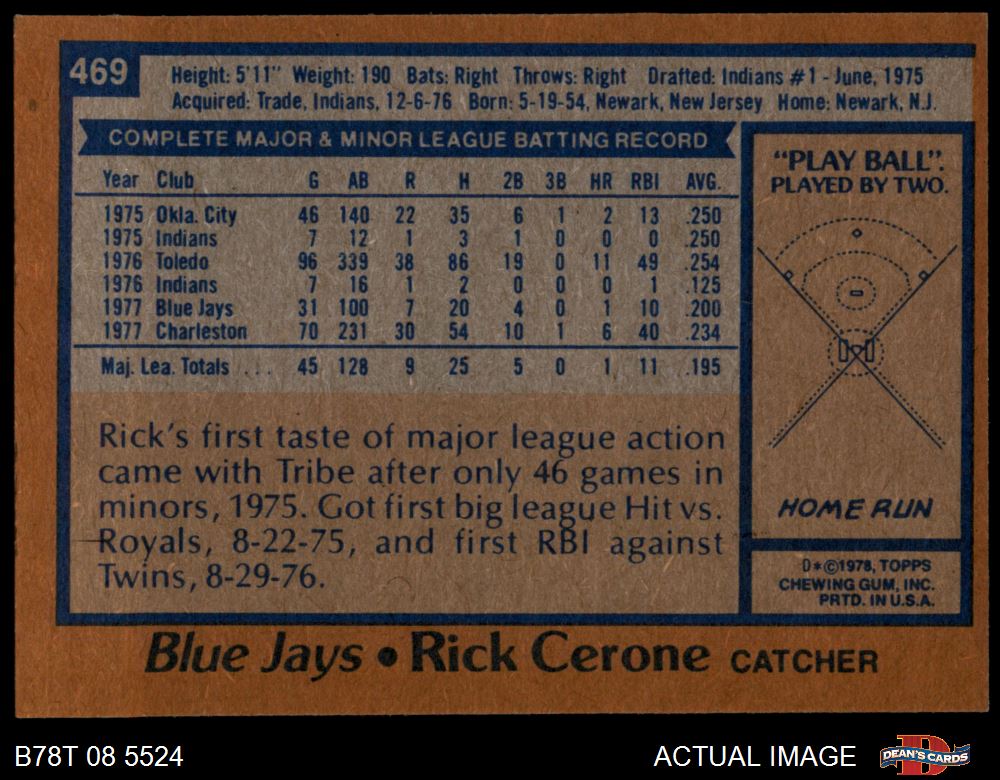 469
Height: 5'11" Weight: 190 Bats: Right Throws: Right Drafted: Indians #1 - June, 1975
Acquired: Trade, Indians, 12-6-76 Born: 5-19-54, Newark, New Jersey Home: Newark, N.J.
COMPLETE MAJOR & MINOR LEAGUE BATTING RECORD
Year Club G AB R H 2B 3B HR RBI AVG.
1975 Okla. City 46 140 22 35 6 1 2 13 .250
1975 Indians 7 12 1 3 1 0 0 0 .250
1976 Toledo 96 339 38 86 19 0 11 49 .254
1976 Indians 7 16 1 2 0 0 0 1 .125
1977 Blue Jays 31 100 7 20 4 0 1 10 .200
1977 Charleston 70 231 30 54 10 1 6 40 .234
Maj. Lea. Totals . . . 45 128 9 25 5 0 1 11 .195
Rick's first taste of major league action
came with Tribe after only 46 games in
minors, 1975. Got first big league Hit vs.
Royals, 8-22-75, and first RBI against
Twins, 8-29-76.
"PLAY BALL".
PLAYED BY TWO.
HOME RUN
D*©1978, TOPPS
CHEWING GUM, INC.
PRTD. IN U.S.A.
Blue Jays • Rick Cerone CATCHER
B78T 08 5524
ACTUAL IMAGE
DEAN'S CARDS